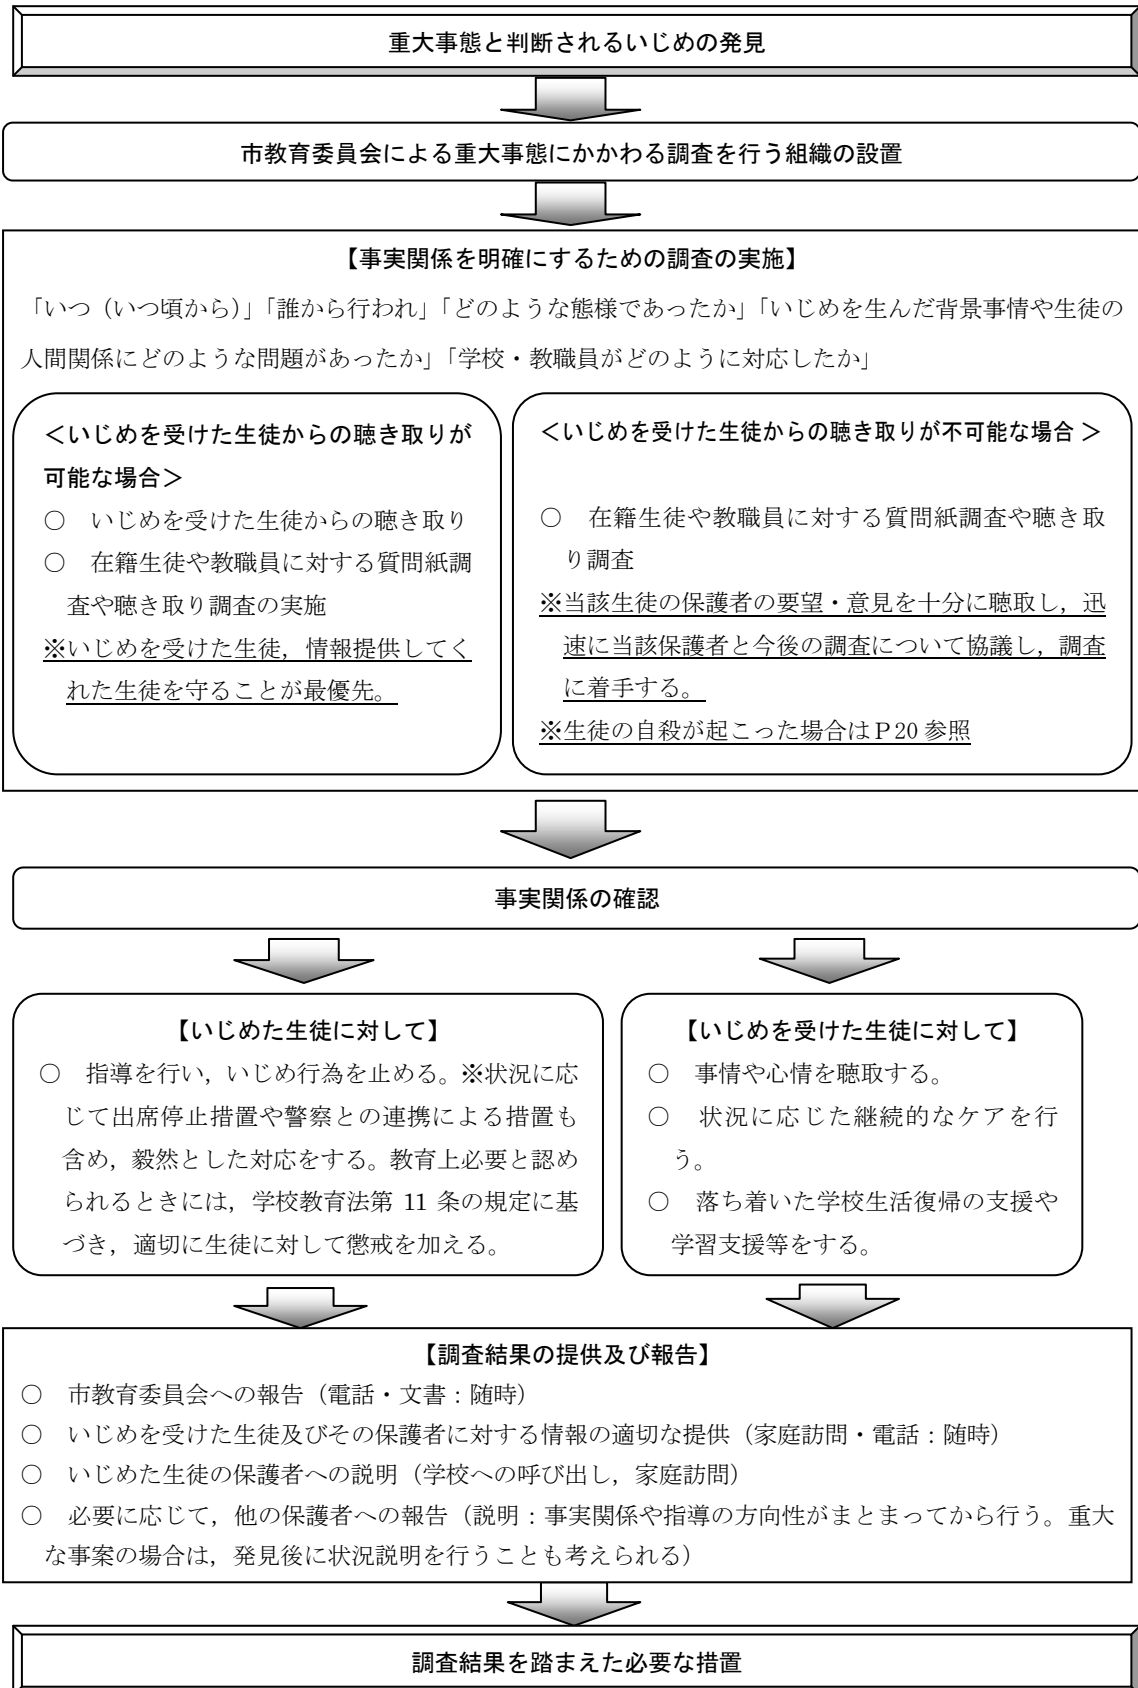 重大事態と判断されるいじめの発見
市教育委員会による重大事態にかかわる調査を行う組織の設置
【事実関係を明確にするための調査の実施】
「いつ（いつ頃から）」「誰から行われ」「どのような態様であったか」「いじめを生んだ背景事情や生徒の
人間関係にどのような問題があったか」「学校・教職員がどのように対応したか」
＜いじめを受けた生徒からの聴き取りが
可能な場合＞
○　いじめを受けた生徒からの聴き取り
○　在籍生徒や教職員に対する質問紙調
査や聴き取り調査の実施
※いじめを受けた生徒，情報提供してく
れた生徒を守ることが最優先。
＜いじめを受けた生徒からの聴き取りが不可能な場合 ＞
○　在籍生徒や教職員に対する質問紙調査や聴き取
り調査
※当該生徒の保護者の要望・意見を十分に聴取し，迅
速に当該保護者と今後の調査について協議し，調査
に着手する。
※生徒の自殺が起こった場合はＰ20 参照
事実関係の確認
【いじめた生徒に対して】
○　指導を行い，いじめ行為を止める。※状況に応
じて出席停止措置や警察との連携による措置も
含め，毅然とした対応をする。教育上必要と認め
られるときには，学校教育法第 11 条の規定に基
づき，適切に生徒に対して懲戒を加える。
【いじめを受けた生徒に対して】
○　事情や心情を聴取する。
○　状況に応じた継続的なケアを行
う。
○　落ち着いた学校生活復帰の支援や
学習支援等をする。
【調査結果の提供及び報告】
○　市教育委員会への報告（電話・文書：随時）
○　いじめを受けた生徒及びその保護者に対する情報の適切な提供（家庭訪問・電話：随時）
○　いじめた生徒の保護者への説明（学校への呼び出し，家庭訪問）
○　必要に応じて，他の保護者への報告（説明：事実関係や指導の方向性がまとまってから行う。重大
な事案の場合は，発見後に状況説明を行うことも考えられる）
調査結果を踏まえた必要な措置